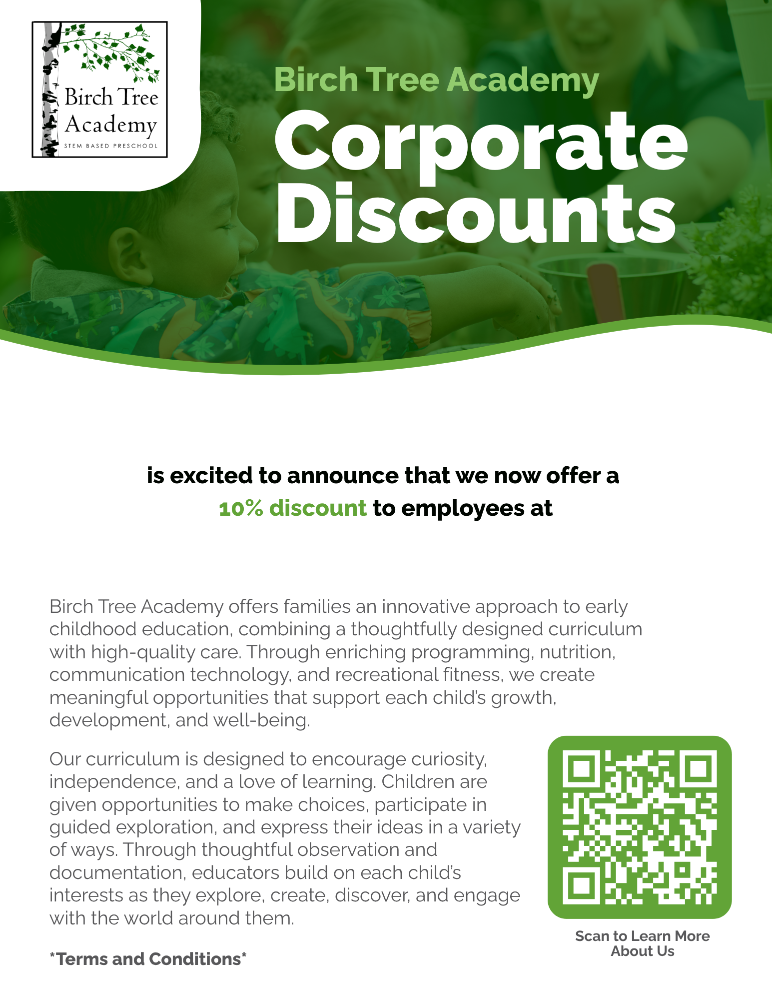 Birch Tree
Academy
STEM BASED PRESCHOOL
Birch Tree Academy
Corporate
Discounts
is excited to announce that we now offer a
10% discount to employees at
Birch Tree Academy offers families an innovative approach to early
childhood education, combining a thoughtfully designed curriculum
with high-quality care. Through enriching programming, nutrition,
communication technology, and recreational fitness, we create
meaningful opportunities that support each child’s growth,
development, and well-being.
Our curriculum is designed to encourage curiosity,
independence, and a love of learning. Children are
given opportunities to make choices, participate in
guided exploration, and express their ideas in a variety
of ways. Through thoughtful observation and
documentation, educators build on each child’s
interests as they explore, create, discover, and engage
with the world around them.
*Terms and Conditions*
Scan to Learn More
About Us